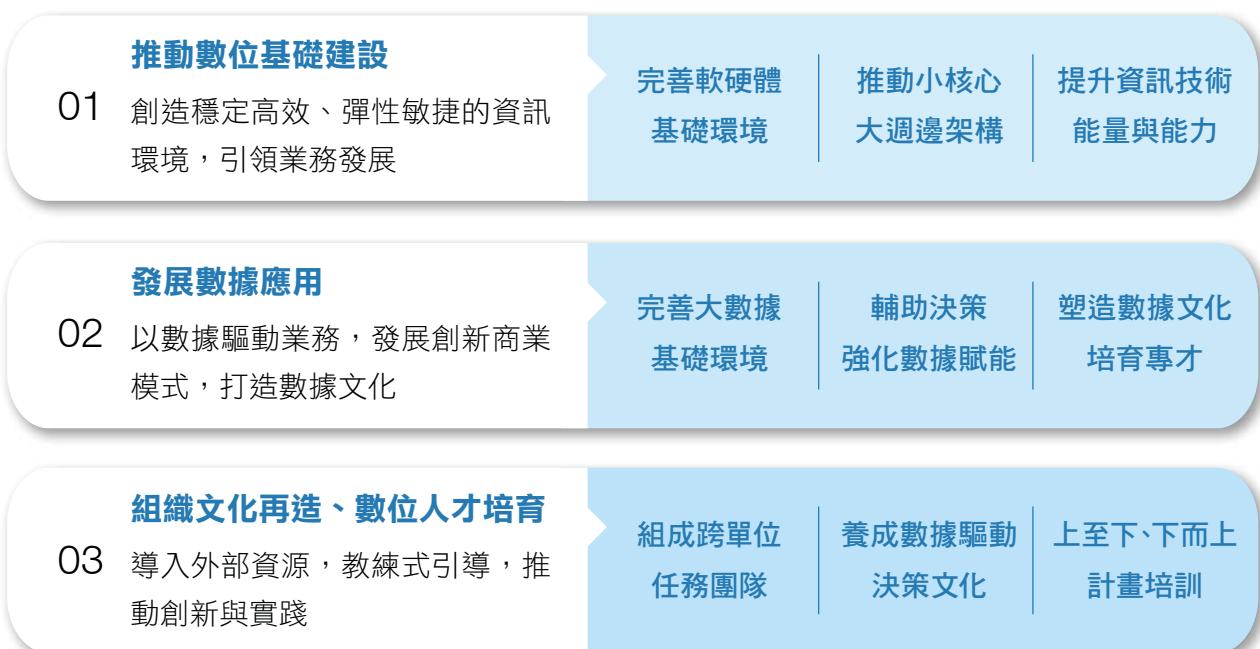 推動數位基礎建設
01
創造穩定高效、彈性敏捷的資訊
環境，引領業務發展
完善軟硬體
基礎環境
推動小核心
大週邊架構
提升資訊技術
能量與能力
發展數據應用
02
以數據驅動業務，發展創新商業
模式，打造數據文化
完善大數據
基礎環境
輔助決策
強化數據賦能
塑造數據文化
培育專才
組織文化再造、數位人才培育
03
導入外部資源，教練式引導，推
動創新與實踐
組成跨單位
任務團隊
養成數據驅動
決策文化
上至下、下而上
計畫培訓